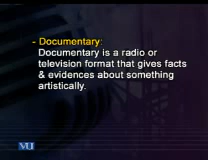 - Documentary:
Documentary is a radio or
television format that gives facts
& evidences about something
artistically.
VU